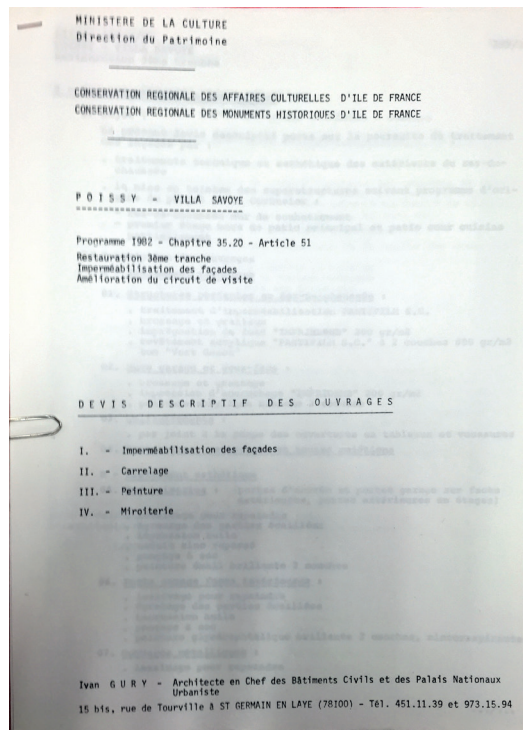 MINISTERE DE LA CULTURE
Direction du Patrimoine
CONSERVATION REGIONALE DES AFFAIRES CULTURELLES D'ILE DE FRANCE
CONSERVATION REGIONALE DES MONUMENTS HISTORIQUES D'ILE DE FRANCE
P O I S S Y - VILLA SAVOYE
Programme 1982 - Chapitre 35.20 - Article 51
Restauration 3ème tranche
Imperméabilisation des façades
Amélioration du circuit de visite
D E V I S D E S C R I P T I F D E S O U V R A G E S
I. - Imperméabilisation des façades
II. - Carrelage
III. - Peinture
IV. - Miroiterie
Ivan G U R Y - Architecte en Chef des Bâtiments Civils et des Palais Nationaux
Urbaniste
15 bis, rue de Tourville à ST GERMAIN EN LAYE (78100) - Tél. 451.11.39 et 973.15.94